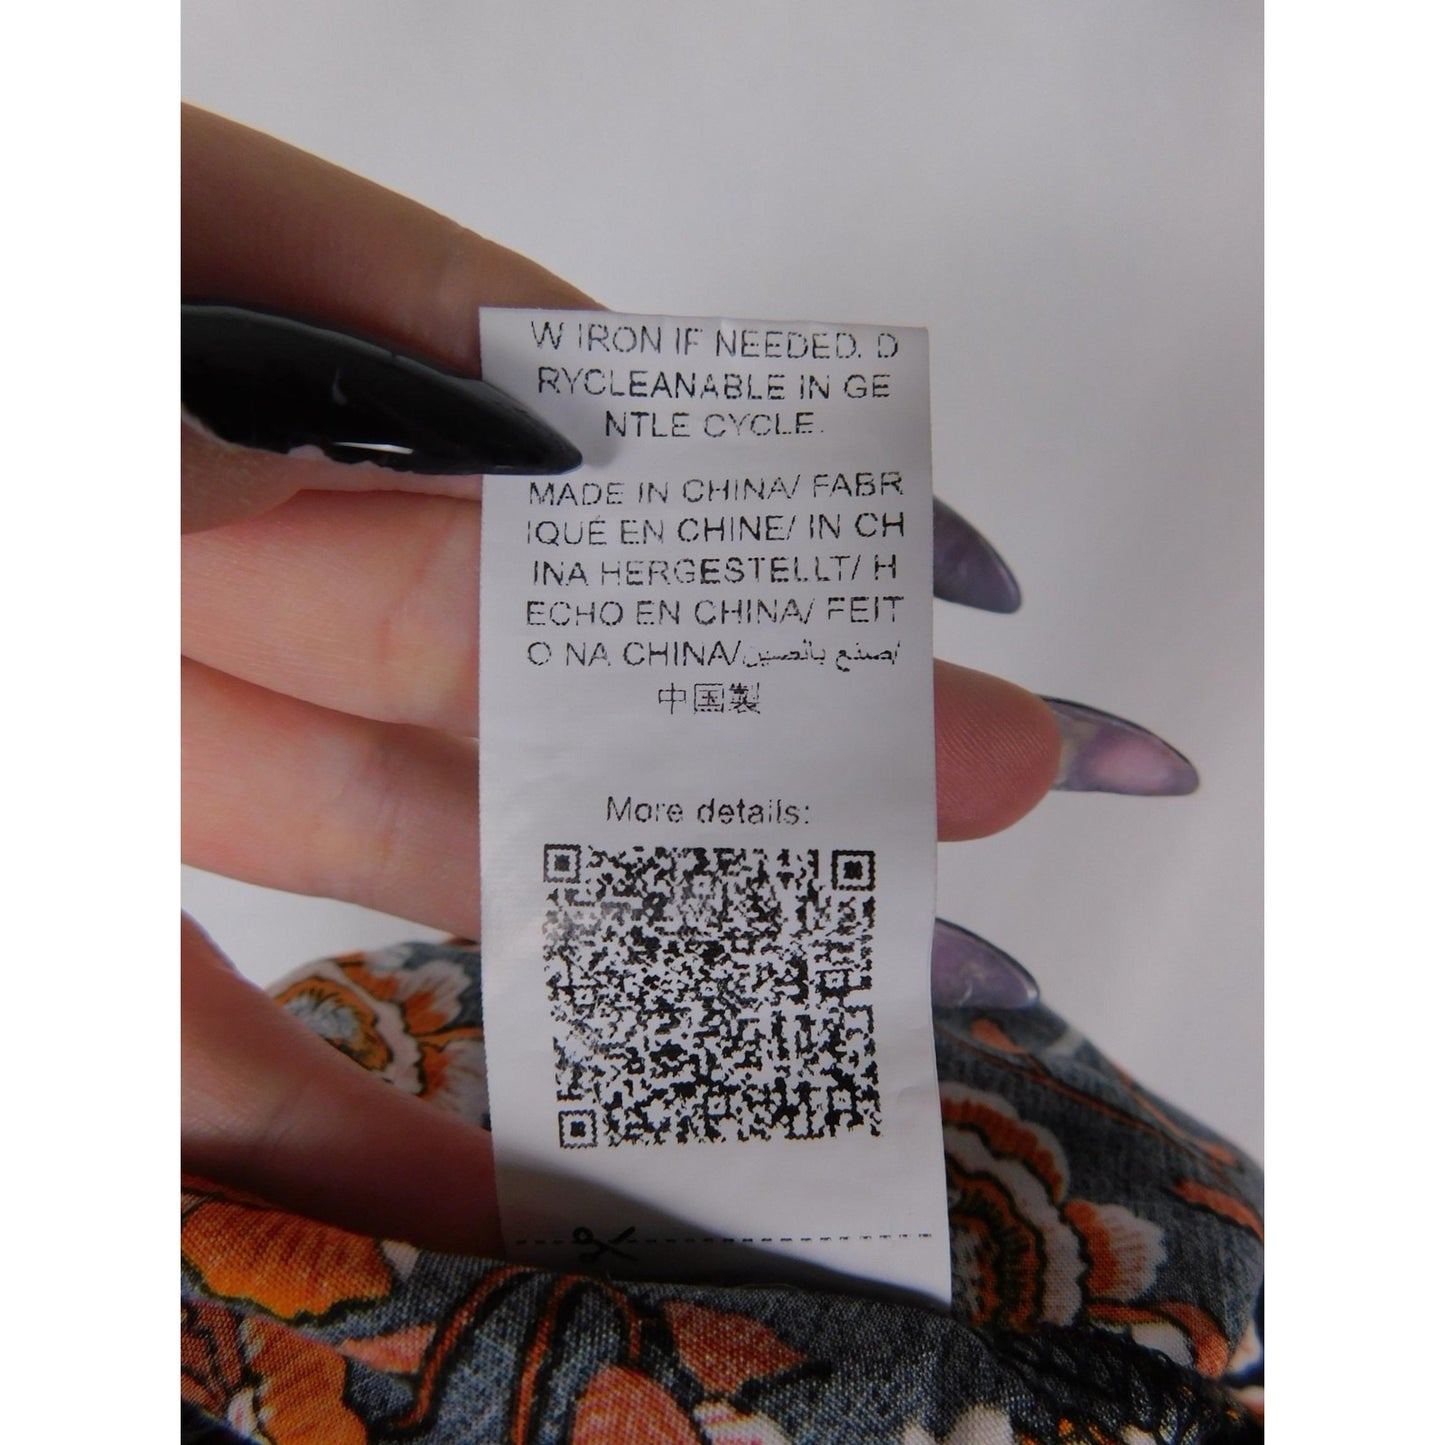 W IRON IF NEEDED. D
RYCLEANABLE IN GE
NTLE CYCLE.
MADE IN CHINA/ FABR
IQUÉ EN CHINE/ IN CH
INA HERGESTELLT/ H
ECHO EN CHINA/ FEIT
O NA CHINA/صنع بالصين/
中国製
More details: